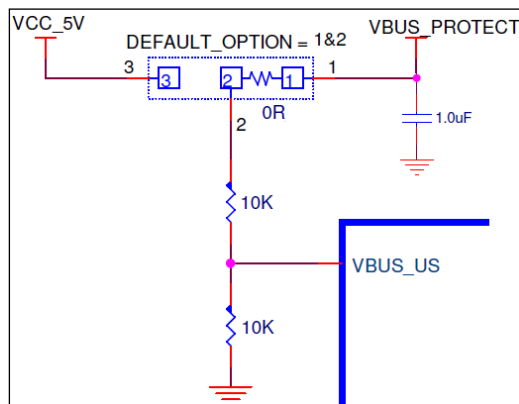 VCC_5V
VBUS_PROTECT
DEFAULT_OPTION = 1&2
3
3
2
1
1
0R
2
1.0uF
10K
VBUS_US
10K